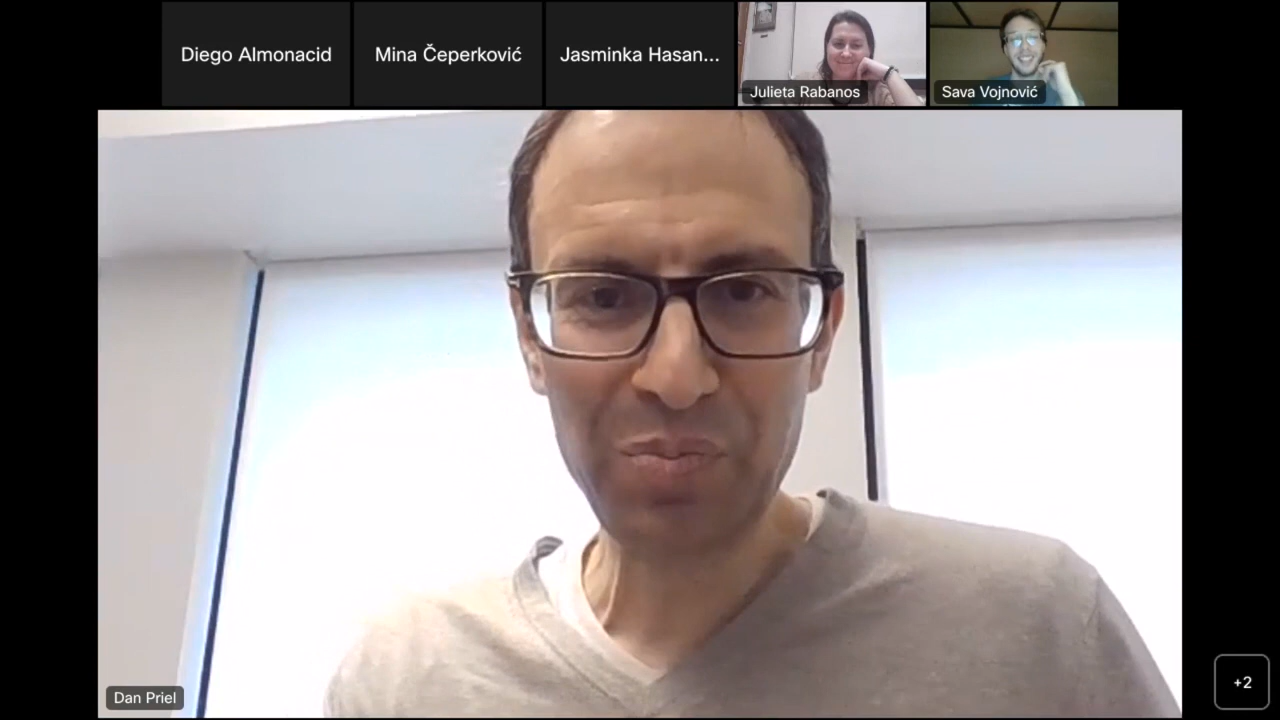 Diego Almonacid
Mina Čeperković
Jasminka Hasan...
Julieta Rabanos
Sava Vojnović
Dan Priel
+2